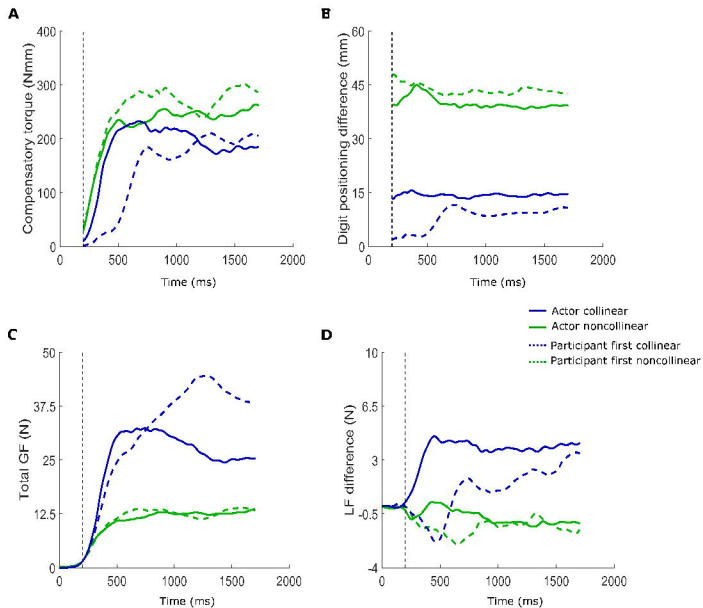 A
Compensatory torque (Nmm)
400
300
200
100
0
0 500 1000 1500 2000
Time (ms)
B
Digit positioning difference (mm)
60
45
30
15
0
0 500 1000 1500 2000
Time (ms)
Actor collinear
Actor noncollinear
Participant first collinear
Participant first noncollinear
C
Total GF (N)
50
37.5
25
12.5
0
0 500 1000 1500 2000
Time (ms)
D
LF difference (N)
10
6.5
3
-0.5
-4
0 500 1000 1500 2000
Time (ms)